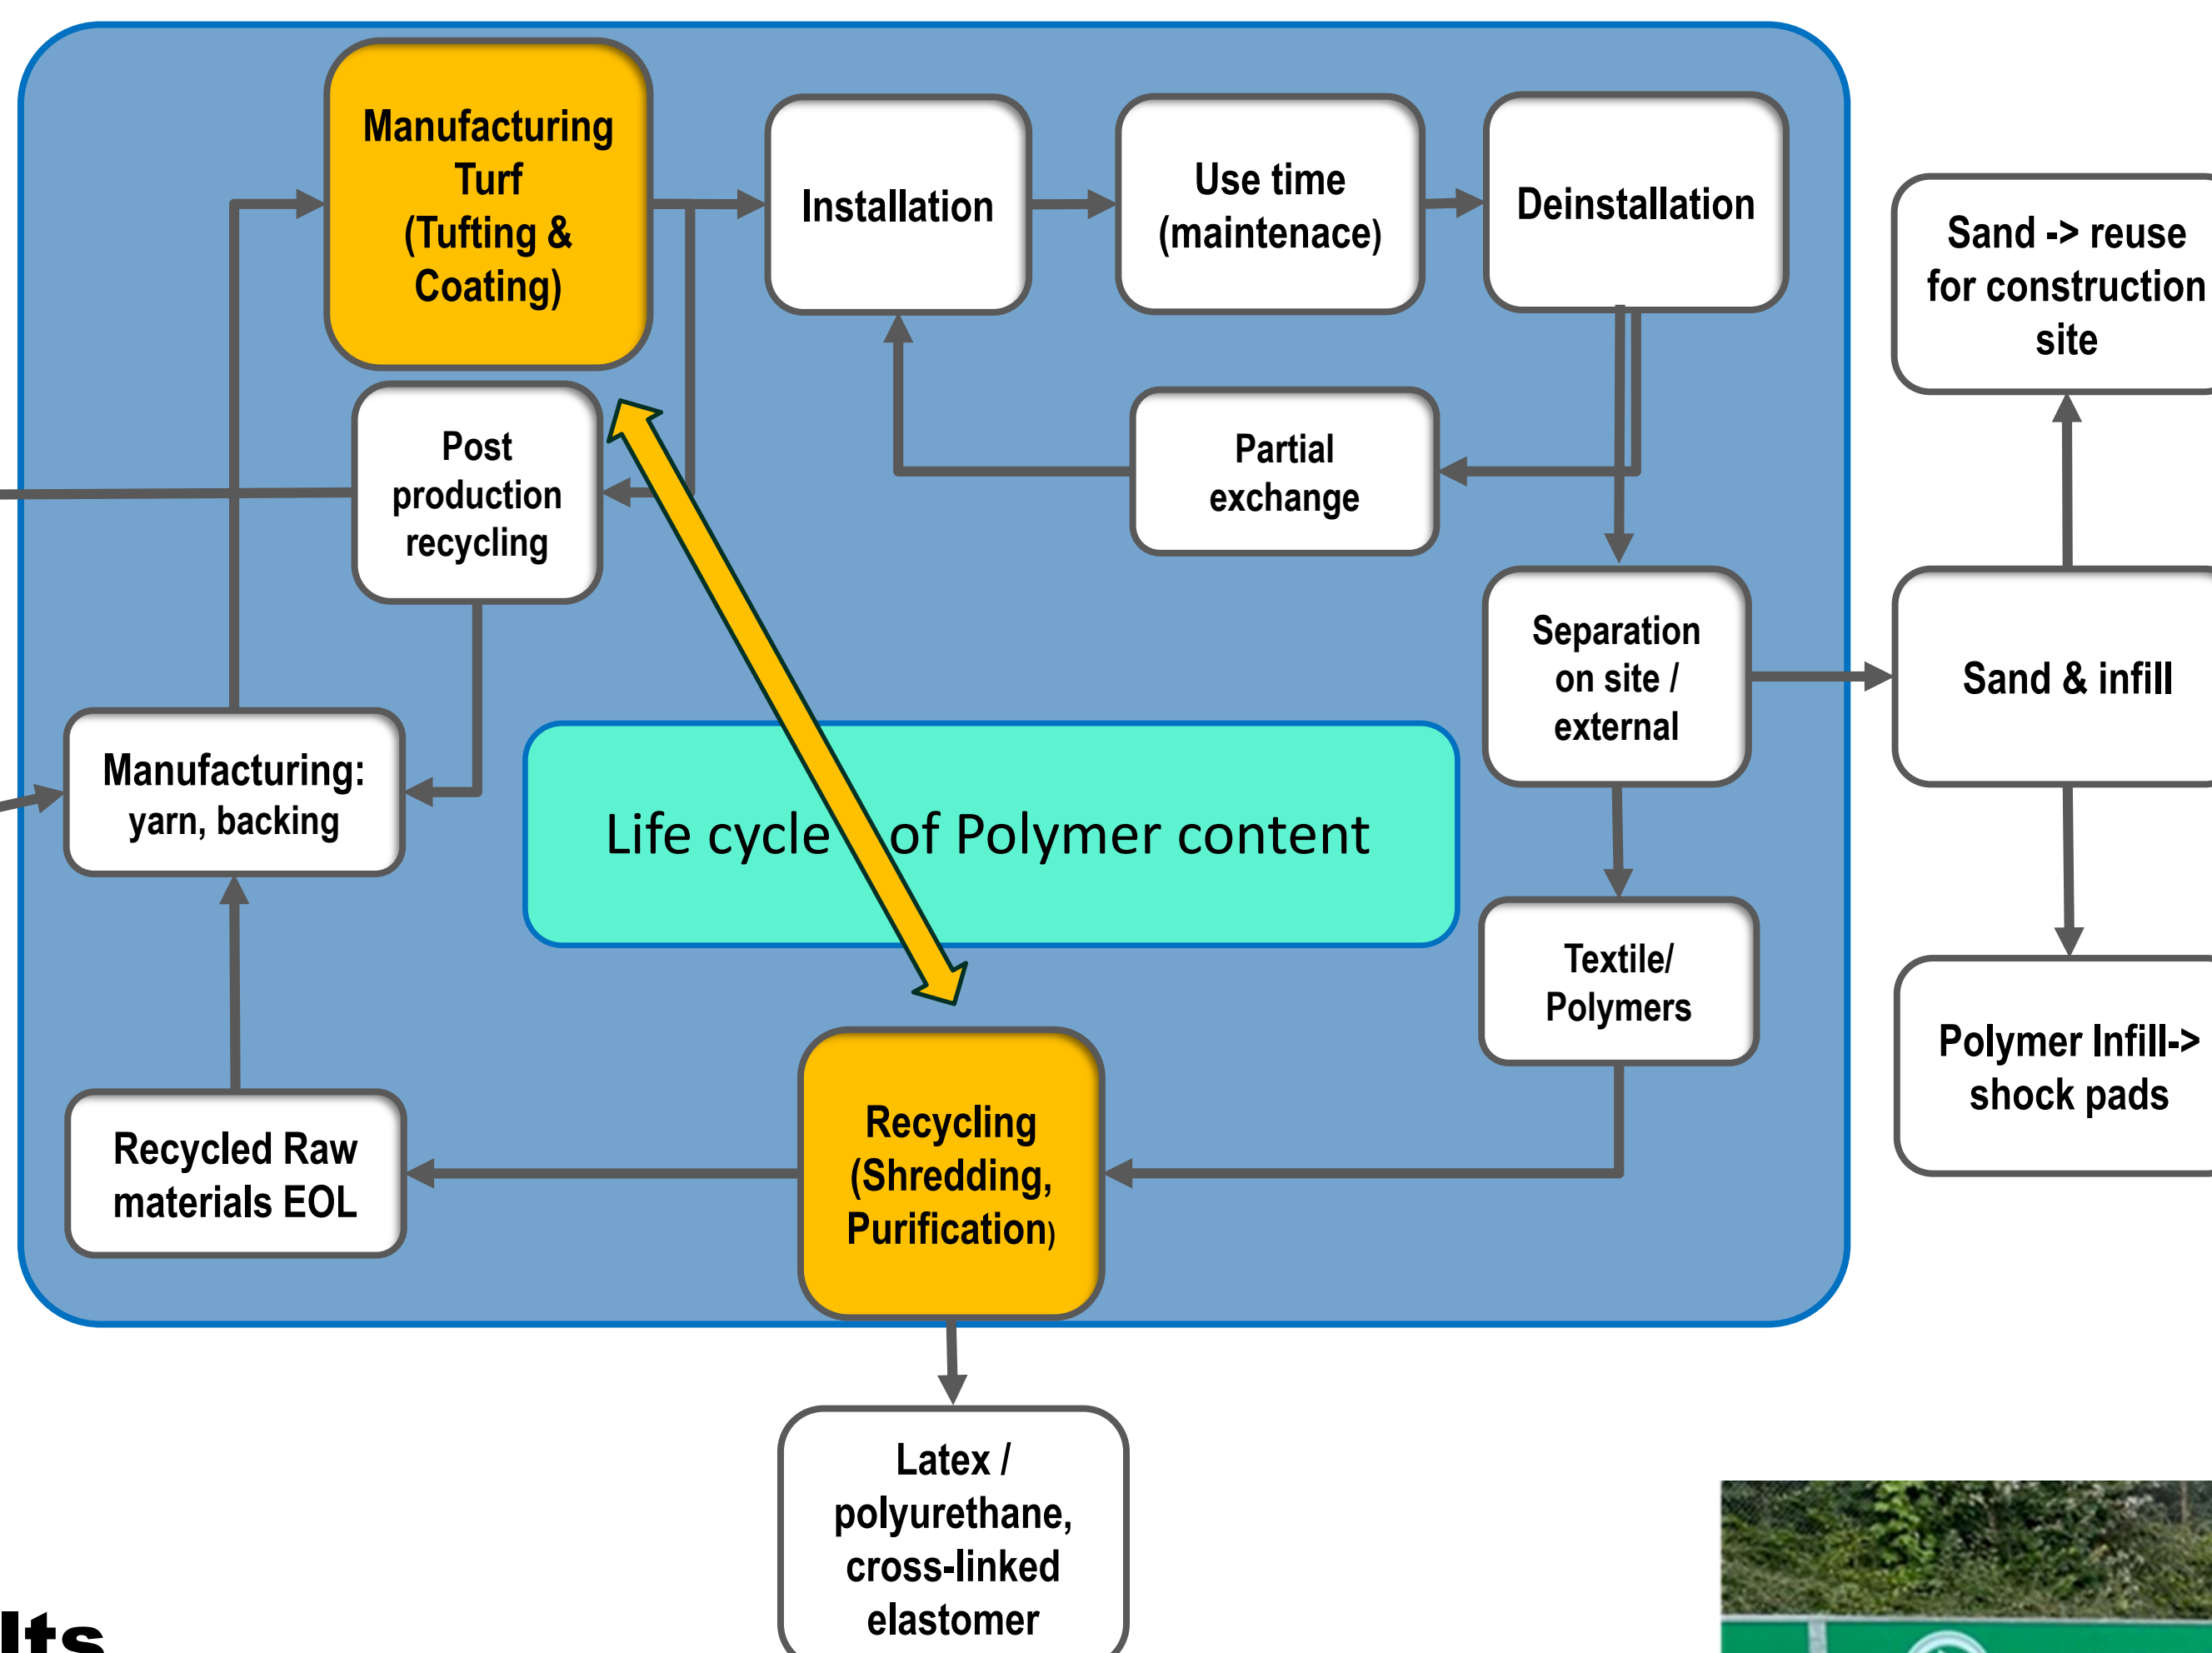 Manufacturing
Turf
(Tufting &
Coating)
Installation
Use time
(maintenace)
Deinstallation
Sand -> reuse
for construction
site
Post
production
recycling
Partial
exchange
Separation
on site /
external
Sand & infill
Manufacturing:
yarn, backing
Life cycle of Polymer content
Textile/
Polymers
Polymer Infill->
shock pads
Recycled Raw
materials EOL
Recycling
(Shredding,
Purification)
Latex /
polyurethane,
cross-linked
elastomer
lts